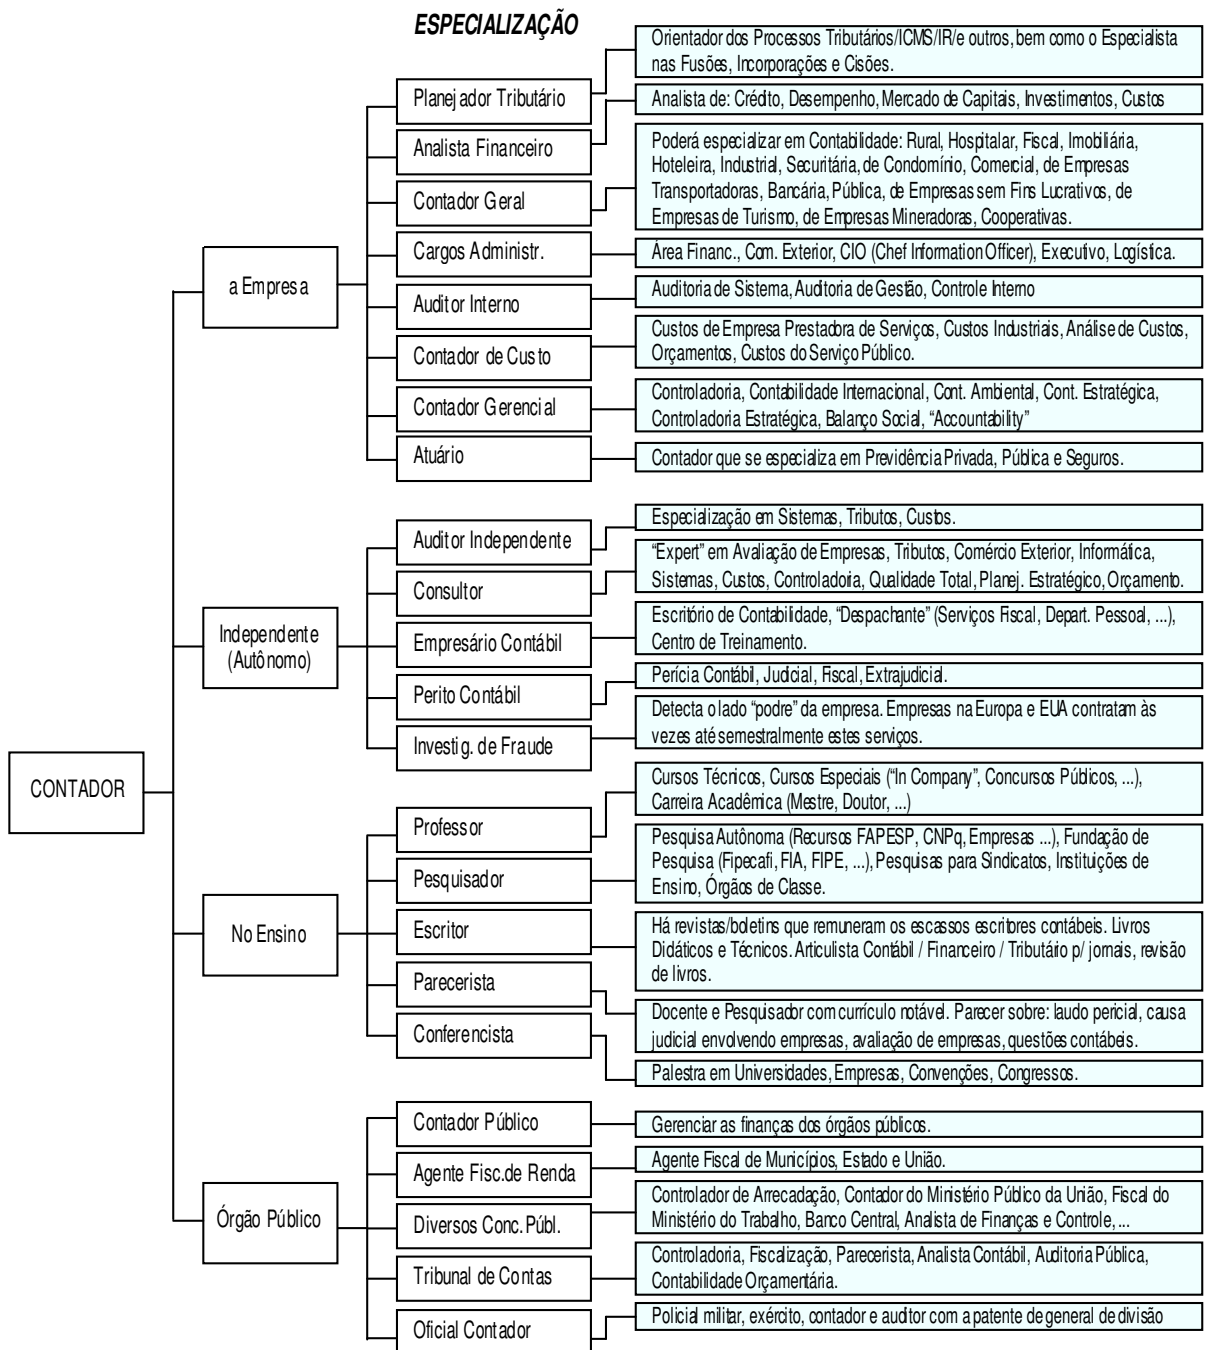 ESPECIALIZAÇÃO
CONTADOR
a Empresa
Planejador Tributário
Orientador dos Processos Tributários/ICMS/IR/e outros, bem como o Especialista
nas Fusões, Incorporações e Cisões.
Analista Financeiro
Analista de: Crédito, Desempenho, Mercado de Capitais, Investimentos, Custos
Contador Geral
Poderá especializar em Contabilidade: Rural, Hospitalar, Fiscal, Imobiliária,
Hoteleira, Industrial, Securitária, de Condomínio, Comercial, de Empresas
Transportadoras, Bancária, Pública, de Empresas sem Fins Lucrativos, de
Empresas de Turismo, de Empresas Mineradoras, Cooperativas.
Cargos Administr.
Área Financ., Com. Exterior, CIO (Chef Information Officer), Executivo, Logística.
Auditor Interno
Auditoria de Sistema, Auditoria de Gestão, Controle Interno
Contador de Custo
Custos de Empresa Prestadora de Serviços, Custos Industriais, Análise de Custos,
Orçamentos, Custos do Serviço Público.
Contador Gerencial
Controladoria, Contabilidade Internacional, Cont. Ambiental, Cont. Estratégica,
Controladoria Estratégica, Balanço Social, “Accountability”
Atuário
Contador que se especializa em Previdência Privada, Pública e Seguros.
Independente
(Autônomo)
Auditor Independente
Especialização em Sistemas, Tributos, Custos.
Consultor
“Expert” em Avaliação de Empresas, Tributos, Comércio Exterior, Informática,
Sistemas, Custos, Controladoria, Qualidade Total, Planej. Estratégico, Orçamento.
Empresário Contábil
Escritório de Contabilidade, “Despachante” (Serviços Fiscal, Depart. Pessoal, ...),
Centro de Treinamento.
Perito Contábil
Perícia Contábil, Judicial, Fiscal, Extrajudicial.
Investig. de Fraude
Detecta o lado “podre” da empresa. Empresas na Europa e EUA contratam às
vezes até semestralmente estes serviços.
No Ensino
Professor
Cursos Técnicos, Cursos Especiais (“In Company”, Concursos Públicos, ...),
Carreira Acadêmica (Mestre, Doutor, ...)
Pesquisador
Pesquisa Autônoma (Recursos FAPESP, CNPq, Empresas ...), Fundação de
Pesquisa (Fipecafi, FIA, FIPE, ...), Pesquisas para Sindicatos, Instituições de
Ensino, Órgãos de Classe.
Escritor
Há revistas/boletins que remuneram os escassos escritores contábeis. Livros
Didáticos e Técnicos. Articulista Contábil / Financeiro / Tributário p/ jornais, revisão
de livros.
Parecerista
Docente e Pesquisador com currículo notável. Parecer sobre: laudo pericial, causa
judicial envolvendo empresas, avaliação de empresas, questões contábeis.
Conferencista
Palestra em Universidades, Empresas, Convenções, Congressos.
Órgão Público
Contador Público
Gerenciar as finanças dos órgãos públicos.
Agente Fisc.de Renda
Agente Fiscal de Municípios, Estado e União.
Diversos Conc.Públ.
Controlador de Arrecadação, Contador do Ministério Público da União, Fiscal do
Ministério do Trabalho, Banco Central, Analista de Finanças e Controle, ...
Tribunal de Contas
Controladoria, Fiscalização, Parecerista, Analista Contábil, Auditoria Pública,
Contabilidade Orçamentária.
Oficial Contador
Policial militar, exército, contador e auditor com a patente de general de divisão